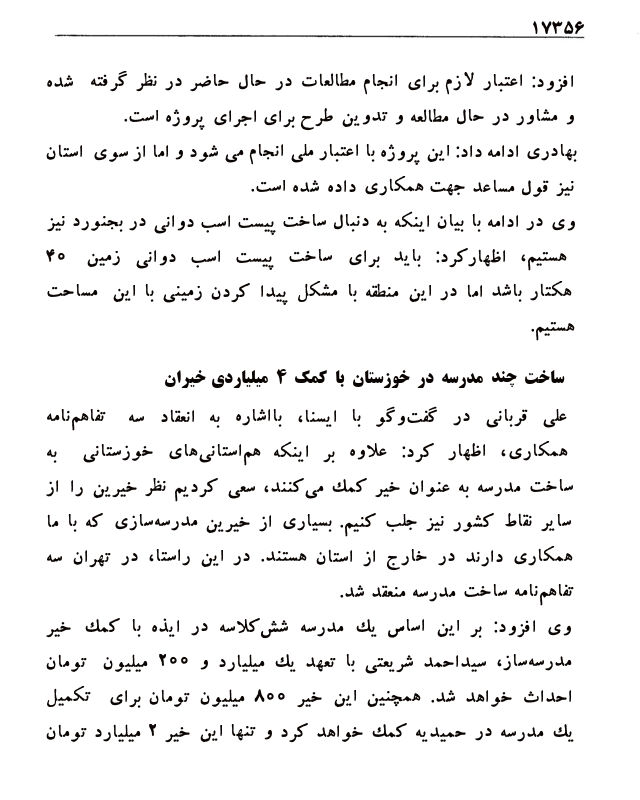 ۱۷۳۵۶
افزود: اعتبار لازم برای انجام مطالعات در حال حاضر در نظر گرفته شده
و مشاور در حال مطالعه و تدوین طرح برای اجرای پروژه است.
بهادری ادامه داد: این پروژه با اعتبار ملی انجام می شود و اما از سوی استان
نیز قول مساعد جهت همکاری داده شده است.
وی در ادامه با بیان اینکه به دنبال ساخت پیست اسب دوانی در بجنورد نیز
هستیم، اظهارکرد: باید برای ساخت پیست اسب دوانی زمین ۴۰
هکتار باشد اما در این منطقه با مشکل پیدا کردن زمینی با این مساحت
هستیم.
ساخت چند مدرسه در خوزستان با کمک ۴ میلیاردی خیران
علی قربانی در گفت‌وگو با ایسنا، بااشاره به انعقاد سه تفاهم‌نامه
همکاری، اظهار کرد: علاوه بر اینکه هم‌استانی‌های خوزستانی به
ساخت مدرسه به عنوان خیر کمك می‌کنند، سعی کردیم نظر خیرین را از
سایر نقاط کشور نیز جلب کنیم. بسیاری از خیرین مدرسه‌سازی که با ما
همکاری دارند در خارج از استان هستند. در این راستا، در تهران سه
تفاهم‌نامه ساخت مدرسه منعقد شد.
وی افزود: بر این اساس یك مدرسه شش‌کلاسه در ایذه با کمك خیر
مدرسه‌ساز، سیداحمد شریعتی با تعهد یك میلیارد و ۲۰۰ میلیون تومان
احداث خواهد شد. همچنین این خیر ۸۰۰ میلیون تومان برای تکمیل
یك مدرسه در حمیدیه کمك خواهد کرد و تنها این خیر ۲ میلیارد تومان